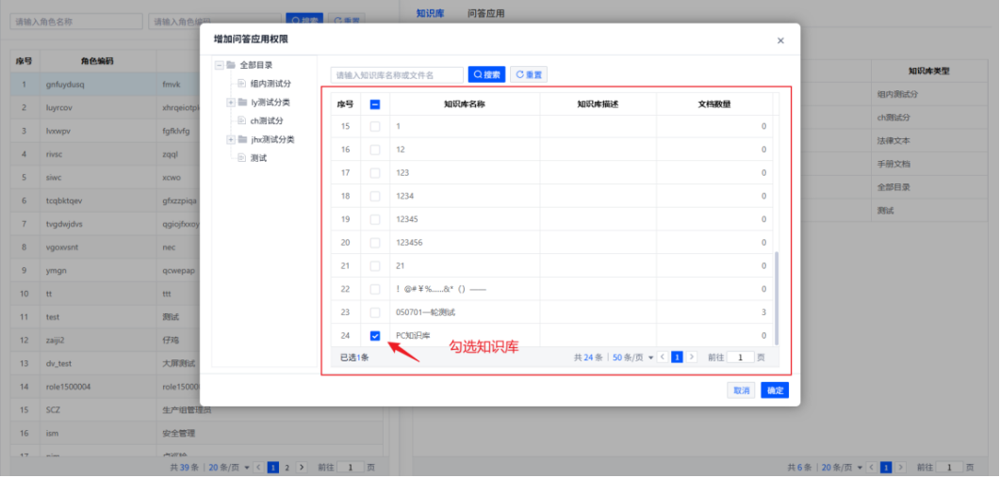 知识库 问答应用
请输入角色名称 请输入角色编码 搜索 重置
序号 角色编码
1 gnfuydusq fmvk
2 luyrcov xhrqeiotpi
3 lvxwpv fgfklvfg
4 rivsc zqql
5 siwc xcwo
6 tcqbktqev gfxzzpiqa
7 tvgdwjdvs qgiojfxxoy
8 vgoxvsnt nec
9 ymgn qcwepap
10 tt ttt
11 test 测试
12 zaiji2 仔鸡
13 dv_test 大屏测试
14 role1500004 role15000
15 SCZ 生产组管理员
16 ism 安全管理
17
共 39 条 20 条/页 1 2 前往 1 页
增加问答应用权限
全部目录
组内测试分
ly测试分类
ch测试分
jhx测试分类
测试
请输入知识库名称或文件名 搜索 重置
序号 知识库名称 知识库描述 文档数量
15 1 0
16 12 0
17 123 0
18 1234 0
19 12345 0
20 123456 0
21 21 0
22 ！@#￥%……&*（）—— 0
23 050701一轮测试 3
24 PC知识库 0
勾选知识库
已选1条 共 24 条 50 条/页 1 前往 1 页
取消 确定
知识库类型
组内测试分
ch测试分
法律文本
手册文档
全部目录
测试
共 6 条 20 条/页 1 前往 1 页